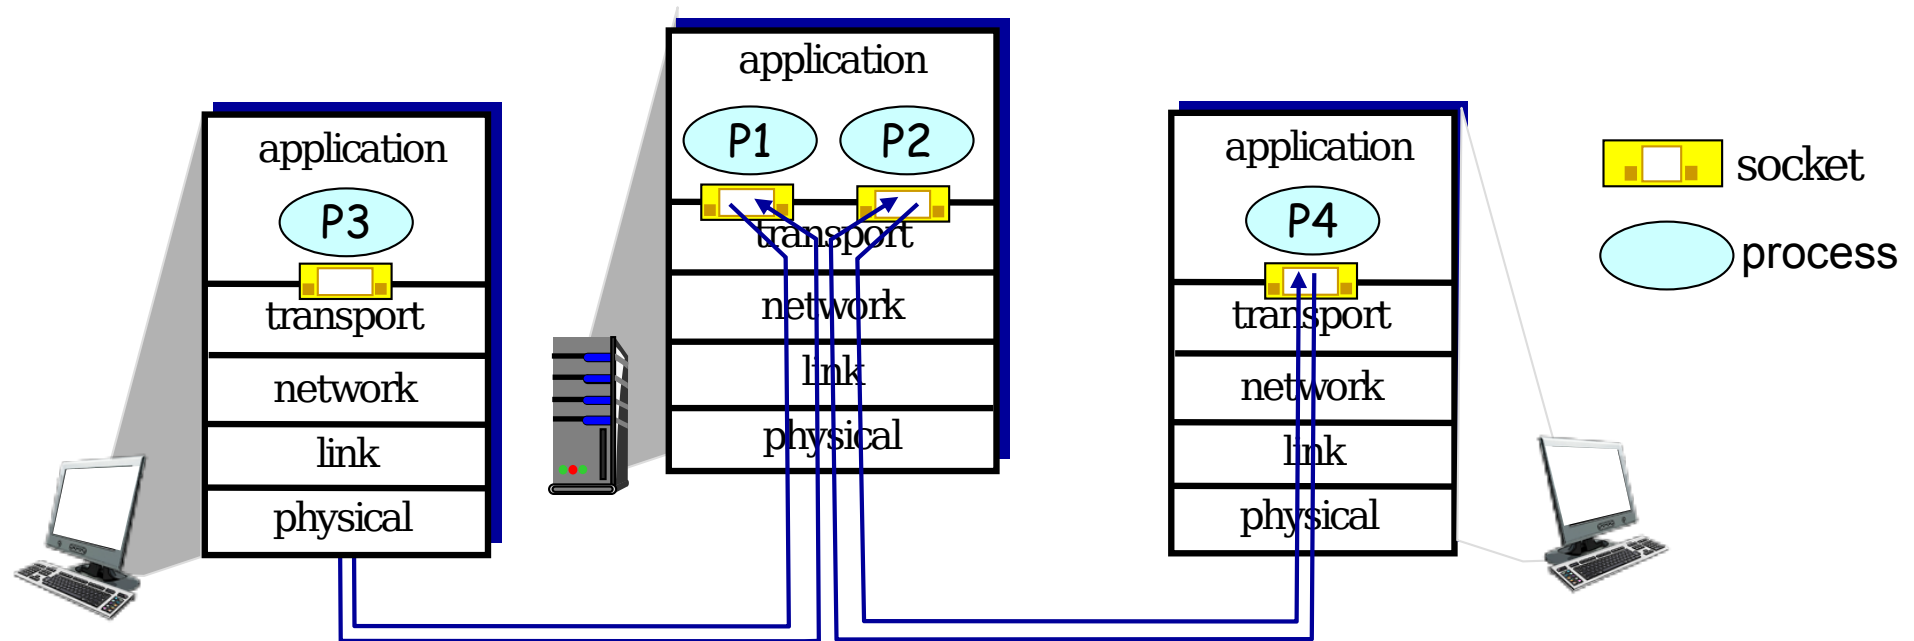 application
P3
transport
network
link
physical
application
P1 P2
transport
network
link
physical
application
P4
transport
network
link
physical
socket
process